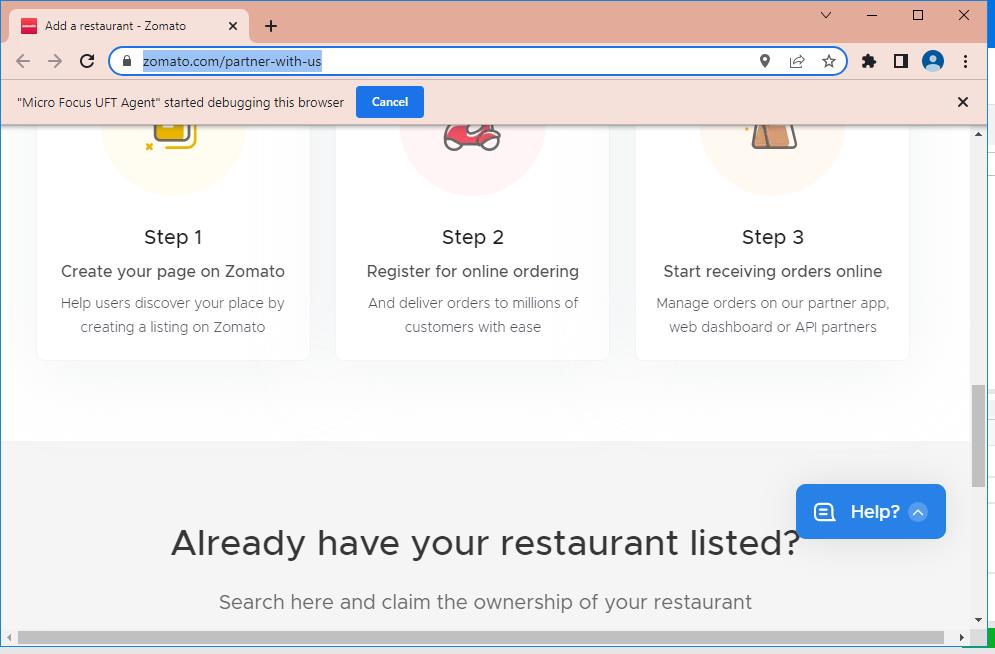 Add a restaurant - Zomato
zomato.com/partner-with-us
"Micro Focus UFT Agent" started debugging this browser
Cancel
Step 1
Create your page on Zomato
Help users discover your place by
creating a listing on Zomato
Step 2
Register for online ordering
And deliver orders to millions of
customers with ease
Step 3
Start receiving orders online
Manage orders on our partner app,
web dashboard or API partners
Help?
Already have your restaurant listed?
Search here and claim the ownership of your restaurant